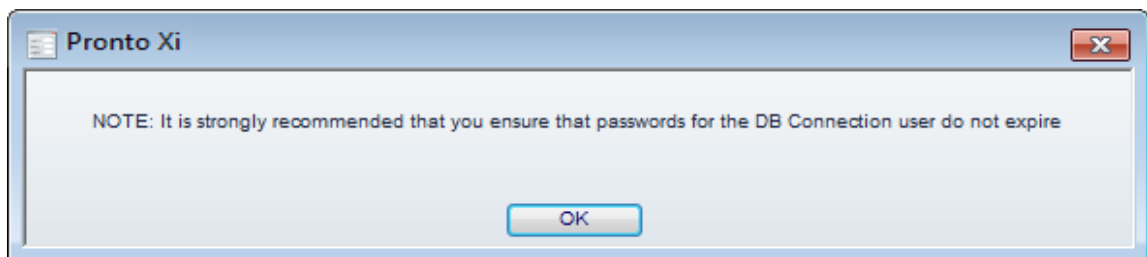 Pronto Xi
NOTE: It is strongly recommended that you ensure that passwords for the DB Connection user do not expire
OK